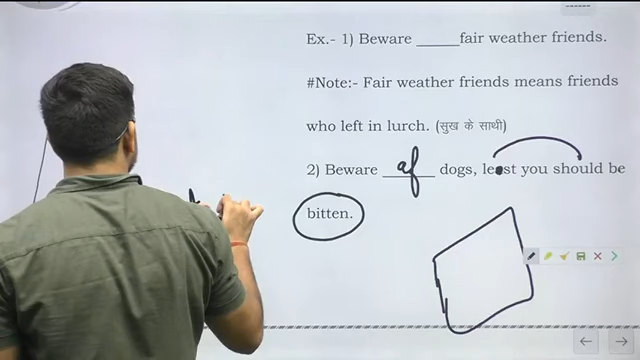 Ex.- 1) Beware _____fair weather friends.
#Note:- Fair weather friends means friends
who left in lurch. (सुख के साथी)
2) Beware __of__ dogs, lest you should be
bitten.